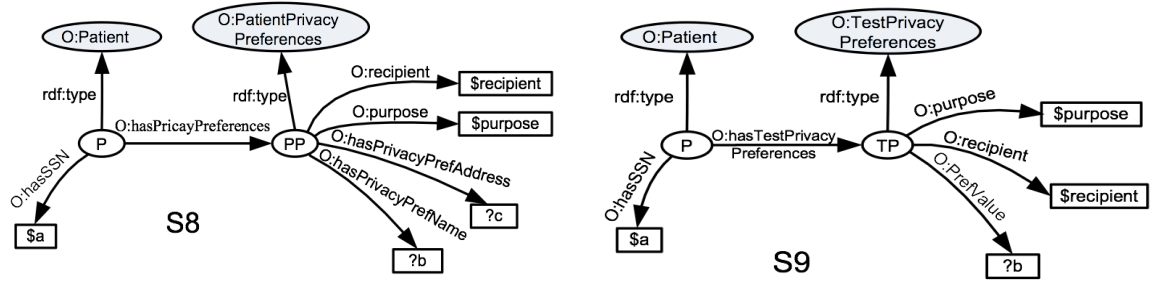 O:Patient
O:PatientPrivacy
Preferences
rdf:type
rdf:type
O:recipient
$recipient
O:purpose
$purpose
P
O:hasPricayPreferences
PP
O:hasPrivacyPrefAddress
O:hasPrivacyPrefName
O:hasSSN
?c
$a
S8
?b
O:Patient
O:TestPrivacy
Preferences
rdf:type
rdf:type
O:purpose
$purpose
P
O:hasTestPrivacy
Preferences
TP
O:recipient
$recipient
O:PrefValue
O:hasSSN
$a
S9
?b